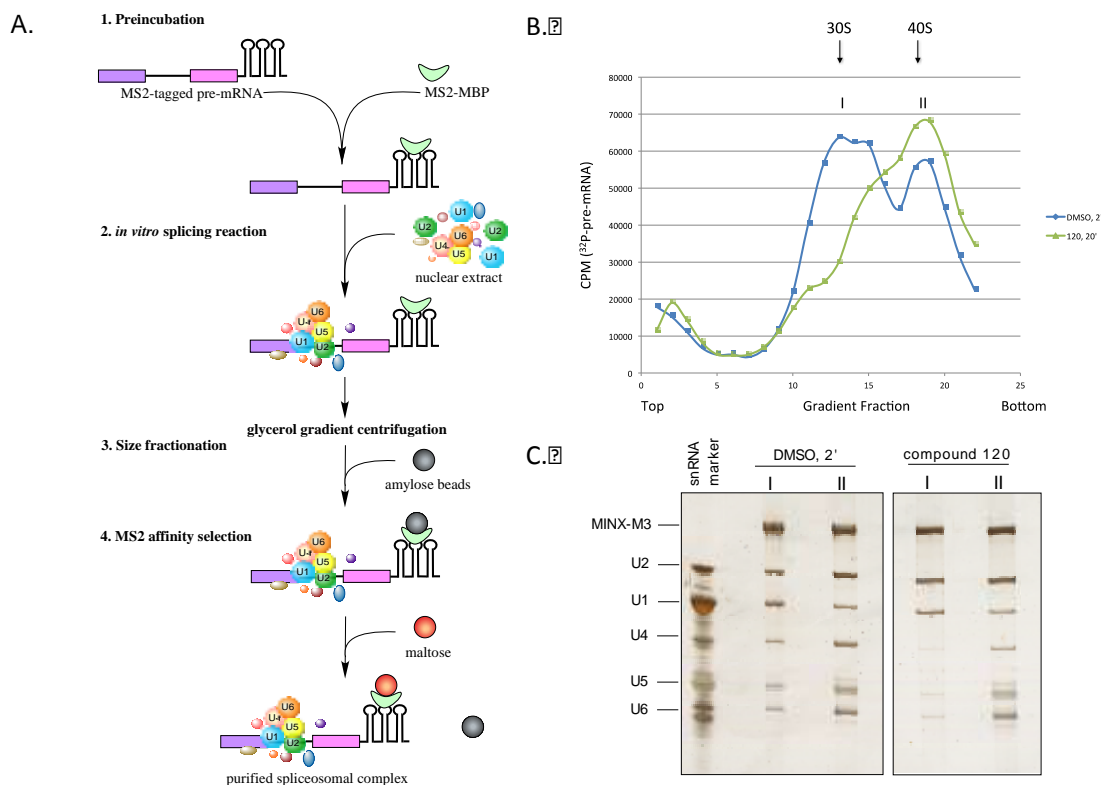 A.
1. Preincubation
MS2-tagged pre-mRNA
MS2-MBP
2. in vitro splicing reaction
U1
U2
U2
U6
U4
U5
U1
nuclear extract
U6
U4
U5
U1
U2
glycerol gradient centrifugation
3. Size fractionation
amylose beads
4. MS2 affinity selection
U6
U4
U5
U1
U2
maltose
U6
U4
U5
U1
U2
purified spliceosomal complex
B.⍰
30S 40S
I II
80000
70000
60000
50000
40000
30000
20000
10000
0
CPM (³²P-pre-mRNA)
0 5 10 15 20 25
Top Gradient Fraction Bottom
DMSO, 2
120, 20'
C.⍰
snRNA
marker
DMSO, 2'
I II
compound 120
I II
MINX-M3
U2
U1
U4
U5
U6